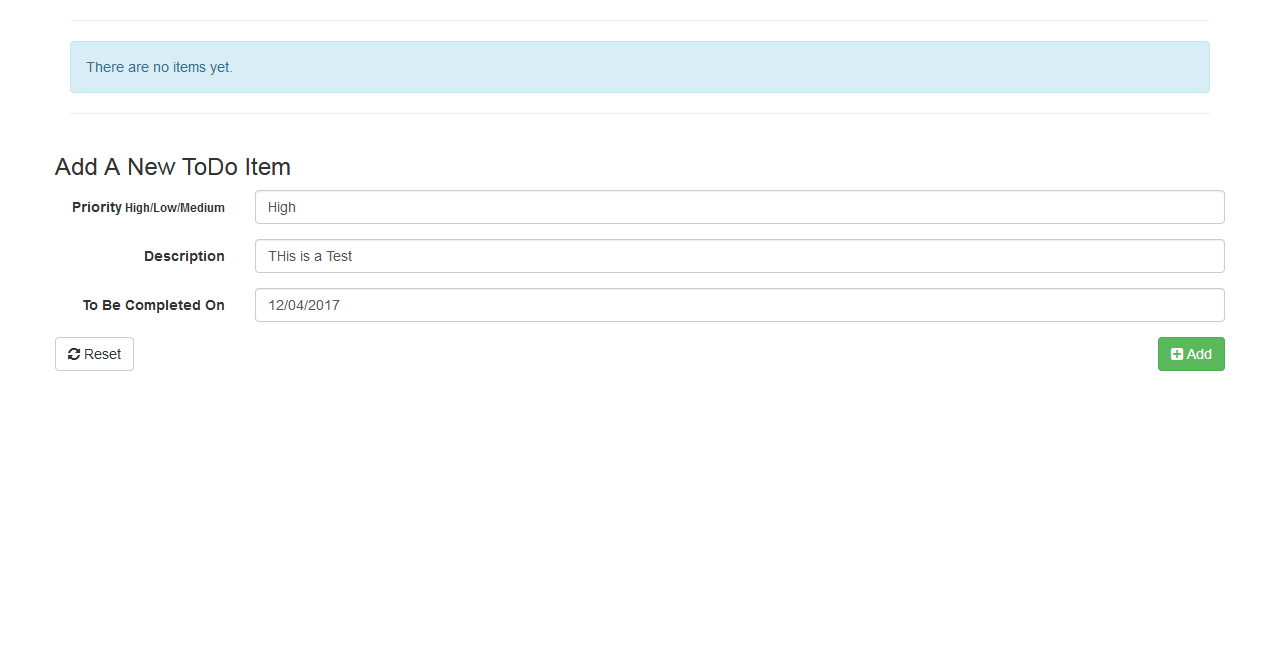 There are no items yet.
Add A New ToDo Item
Priority High/Low/Medium High
Description THis is a Test
To Be Completed On 12/04/2017
Reset Add